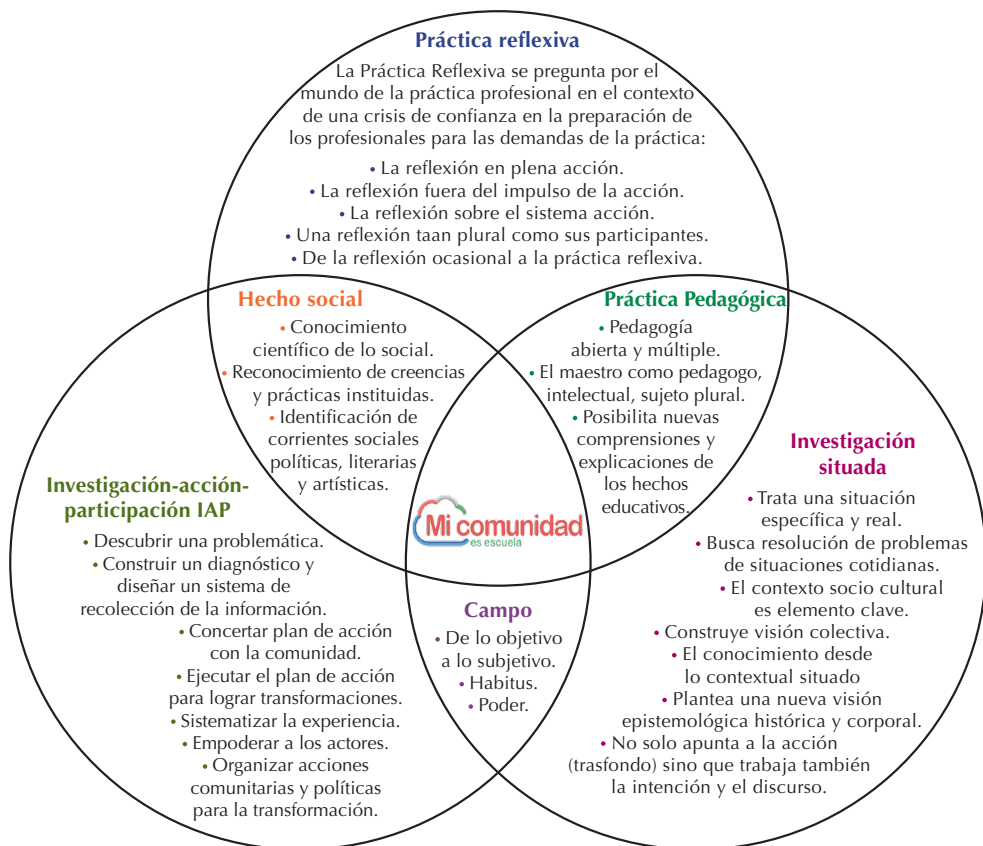 Práctica reflexiva
La Práctica Reflexiva se pregunta por el
mundo de la práctica profesional en el contexto
de una crisis de confianza en la preparación de
los profesionales para las demandas de la práctica:
• La reflexión en plena acción.
• La reflexión fuera del impulso de la acción.
• La reflexión sobre el sistema acción.
• Una reflexión taan plural como sus participantes.
• De la reflexión ocasional a la práctica reflexiva.
Hecho social
• Conocimiento
científico de lo social.
• Reconocimiento de creencias
y prácticas instituidas.
• Identificación de
corrientes sociales
políticas, literarias
y artísticas.
Práctica Pedagógica
• Pedagogía
abierta y múltiple.
• El maestro como pedagogo,
intelectual, sujeto plural.
• Posibilita nuevas
comprensiones y
explicaciones de
los hechos
educativos.
Investigación-acción-
participación IAP
• Descubrir una problemática.
• Construir un diagnóstico y
diseñar un sistema de
recolección de la información.
• Concertar plan de acción
con la comunidad.
• Ejecutar el plan de acción
para lograr transformaciones.
• Sistematizar la experiencia.
• Empoderar a los actores.
• Organizar acciones
comunitarias y políticas
para la transformación.
Mi comunidad
es escuela
Campo
• De lo objetivo
a lo subjetivo.
• Habitus.
• Poder.
Investigación
situada
• Trata una situación
específica y real.
• Busca resolución de problemas
de situaciones cotidianas.
• El contexto socio cultural
es elemento clave.
• Construye visión colectiva.
• El conocimiento desde
lo contextual situado
• Plantea una nueva visión
epistemológica histórica y corporal.
• No solo apunta a la acción
(trasfondo) sino que trabaja también
la intención y el discurso.